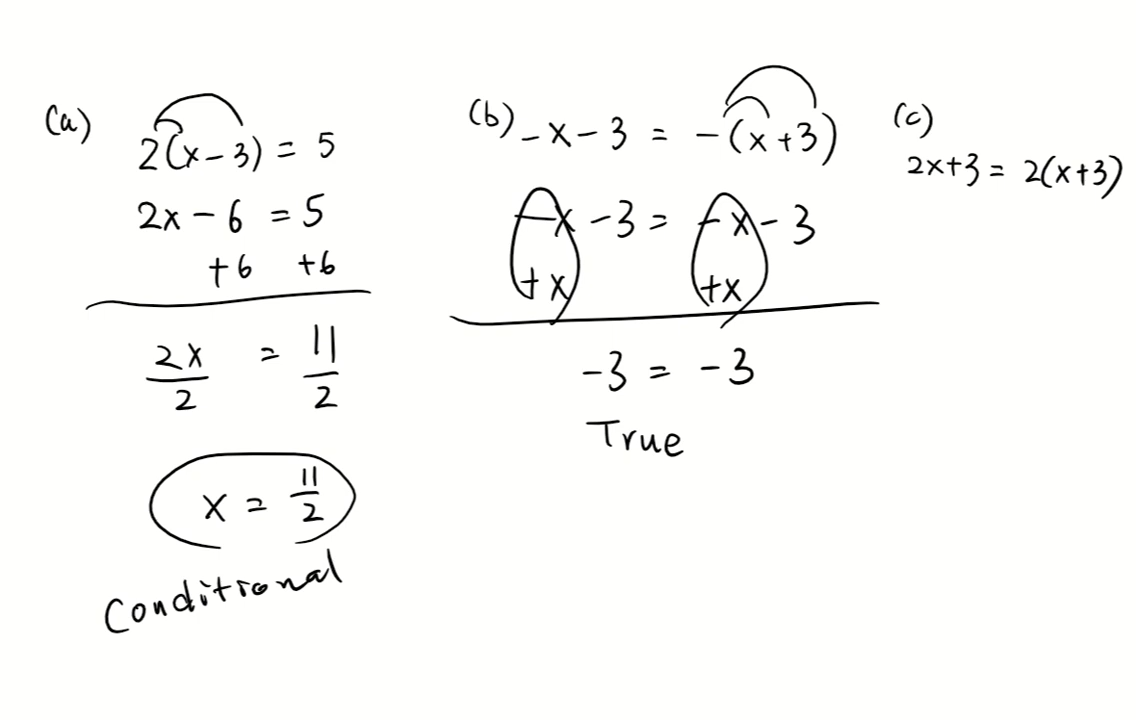 (a)
2(x-3) = 5
2x - 6 = 5
+6 +6
2x/2 = 11/2
x = 11/2
Conditional
(b) -x-3 = -(x+3)
-x -3 = -x-3
+x +x
-3 = -3
True
(c)
2x+3 = 2(x+3)